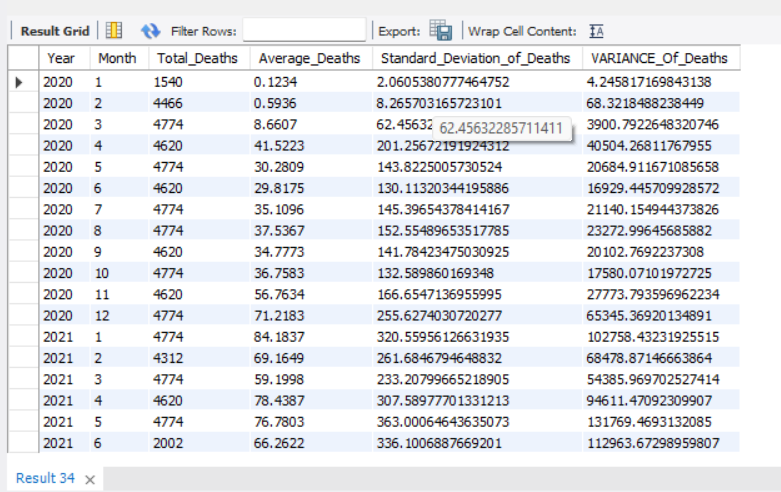 Result Grid Filter Rows: Export: Wrap Cell Content: IA
Year Month Total_Deaths Average_Deaths Standard_Deviation_of_Deaths VARIANCE_Of_Deaths
2020 1 1540 0.1234 2.0605380777464752 4.245817169843138
2020 2 4466 0.5936 8.265703165723101 68.3218488238449
2020 3 4774 8.6607 62.45632 62.45632285711411 3900.7922648320746
2020 4 4620 41.5223 201.25672191924312 40504.26811767955
2020 5 4774 30.2809 143.8225005730524 20684.911671085658
2020 6 4620 29.8175 130.11320344195886 16929.445709928572
2020 7 4774 35.1096 145.39654378414167 21140.154944373826
2020 8 4774 37.5367 152.55489653517785 23272.99645685882
2020 9 4620 34.7773 141.78423475030925 20102.7692237308
2020 10 4774 36.7583 132.589860169348 17580.07101972725
2020 11 4620 56.7634 166.6547136955995 27773.793596962234
2020 12 4774 71.2183 255.6274030720277 65345.36920134891
2021 1 4774 84.1837 320.55956126631935 102758.43231925515
2021 2 4312 69.1649 261.6846794648832 68478.87146663864
2021 3 4774 59.1998 233.20799665218905 54385.969702527414
2021 4 4620 78.4387 307.58977701331213 94611.47092309907
2021 5 4774 76.7803 363.00064643635073 131769.4693132085
2021 6 2002 66.2622 336.1006887669201 112963.67298959807
Result 34